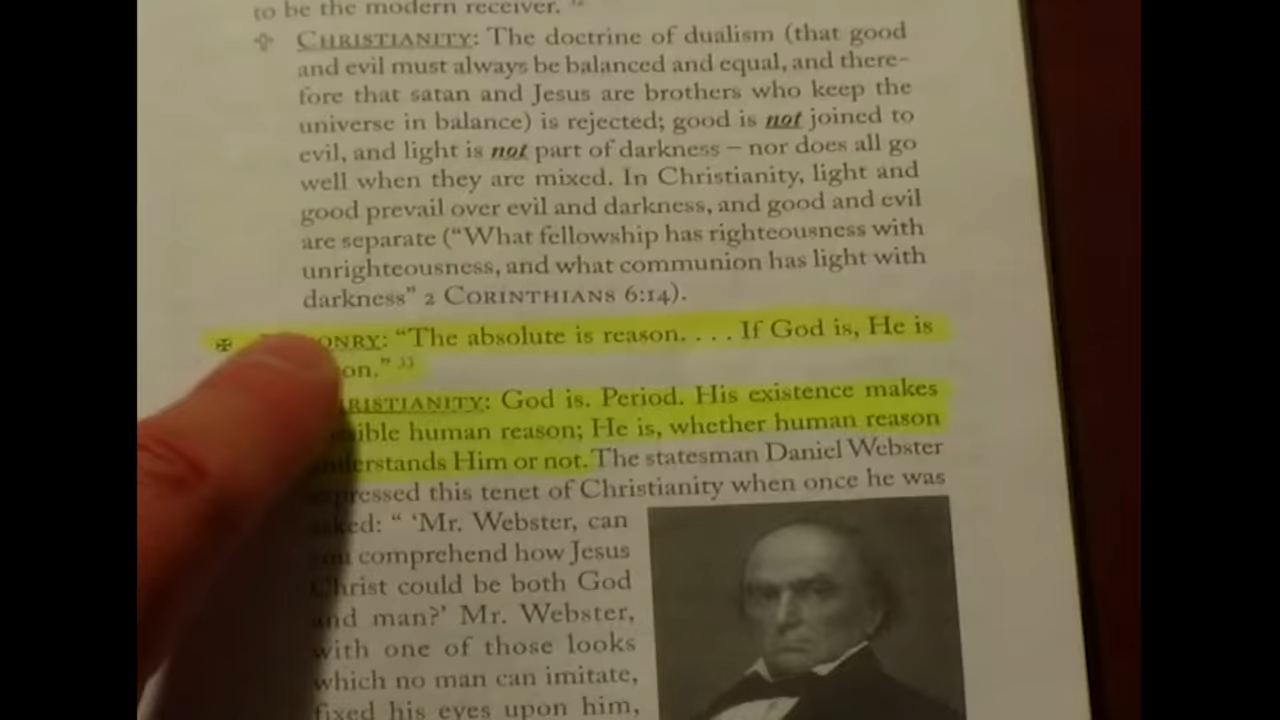 to be the modern receiver.
CHRISTIANITY: The doctrine of dualism (that good
and evil must always be balanced and equal, and there-
fore that satan and Jesus are brothers who keep the
universe in balance) is rejected; good is not joined to
evil, and light is not part of darkness – nor does all go
well when they are mixed. In Christianity, light and
good prevail over evil and darkness, and good and evil
are separate (“What fellowship has righteousness with
unrighteousness, and what communion has light with
darkness” 2 CORINTHIANS 6:14).
ONRY: “The absolute is reason. . . . If God is, He is
on.” 33
RISTIANITY: God is. Period. His existence makes
ible human reason; He is, whether human reason
erstands Him or not. The statesman Daniel Webster
pressed this tenet of Christianity when once he was
asked: “ ‘Mr. Webster, can
you comprehend how Jesus
Christ could be both God
and man?’ Mr. Webster,
with one of those looks
which no man can imitate,
fixed his eyes upon him,